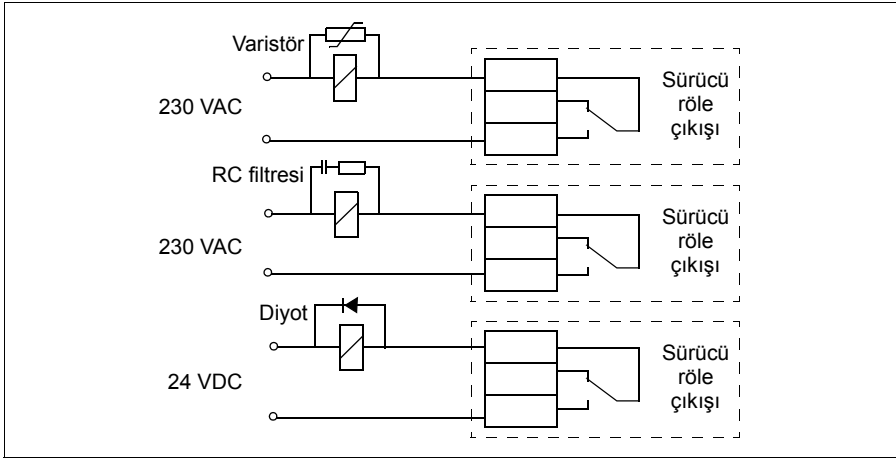 Varistör
230 VAC
Sürücü
röle
çıkışı
RC filtresi
230 VAC
Sürücü
röle
çıkışı
Diyot
24 VDC
Sürücü
röle
çıkışı